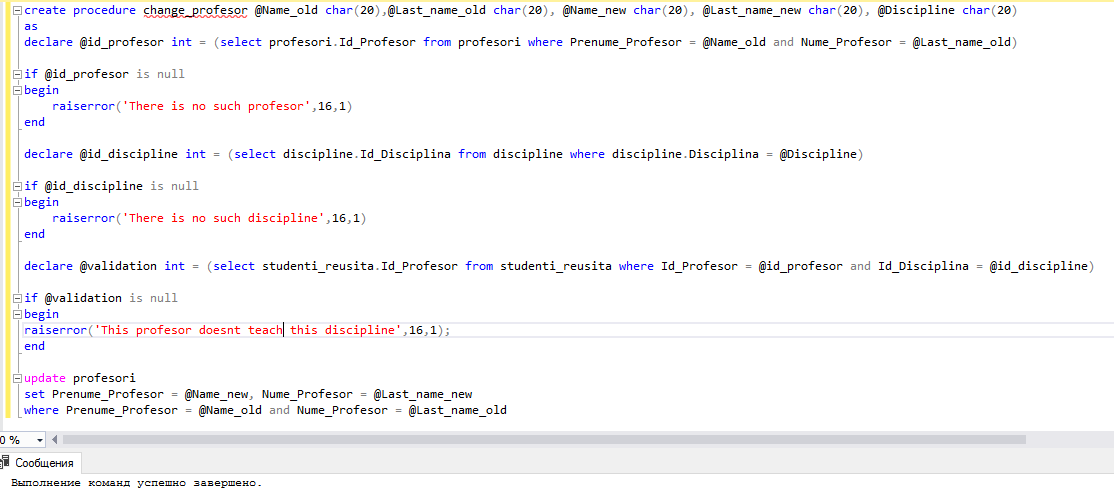 create procedure change_profesor @Name_old char(20),@Last_name_old char(20), @Name_new char(20), @Last_name_new char(20), @Discipline char(20)
as
declare @id_profesor int = (select profesori.Id_Profesor from profesori where Prenume_Profesor = @Name_old and Nume_Profesor = @Last_name_old)
if @id_profesor is null
begin
raiserror('There is no such profesor',16,1)
end
declare @id_discipline int = (select discipline.Id_Disciplina from discipline where discipline.Disciplina = @Discipline)
if @id_discipline is null
begin
raiserror('There is no such discipline',16,1)
end
declare @validation int = (select studenti_reusita.Id_Profesor from studenti_reusita where Id_Profesor = @id_profesor and Id_Disciplina = @id_discipline)
if @validation is null
begin
raiserror('This profesor doesnt teach this discipline',16,1);
end
update profesori
set Prenume_Profesor = @Name_new, Nume_Profesor = @Last_name_new
where Prenume_Profesor = @Name_old and Nume_Profesor = @Last_name_old
0 %
Сообщения
Выполнение команд успешно завершено.